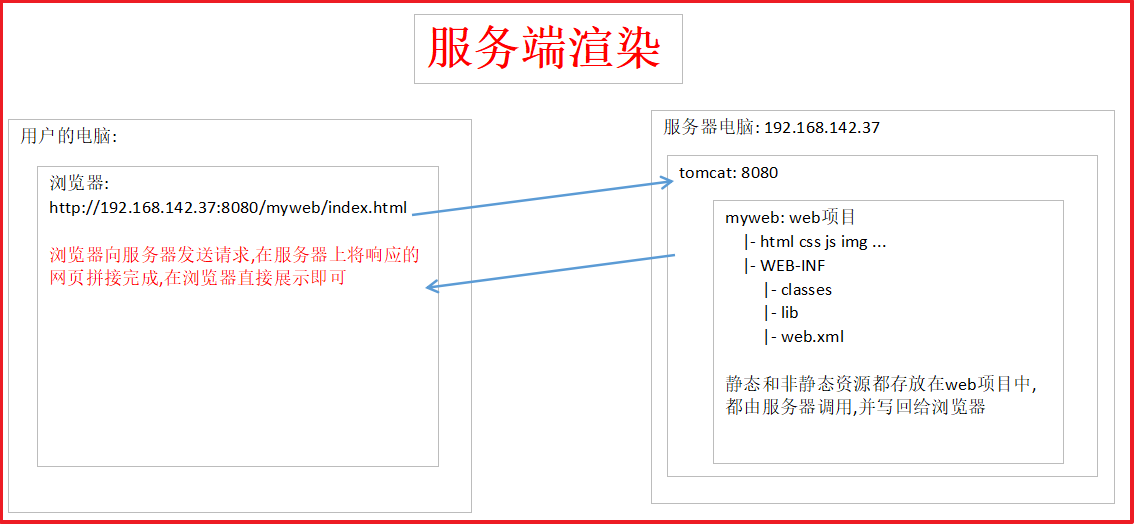 服务端渲染
用户的电脑:
浏览器:
http://192.168.142.37:8080/myweb/index.html
浏览器向服务器发送请求,在服务器上将响应的
网页拼接完成,在浏览器直接展示即可
服务器电脑: 192.168.142.37
tomcat: 8080
myweb: web项目
|- html css js img ...
|- WEB-INF
|- classes
|- lib
|- web.xml
静态和非静态资源都存放在web项目中,
都由服务器调用,并写回给浏览器